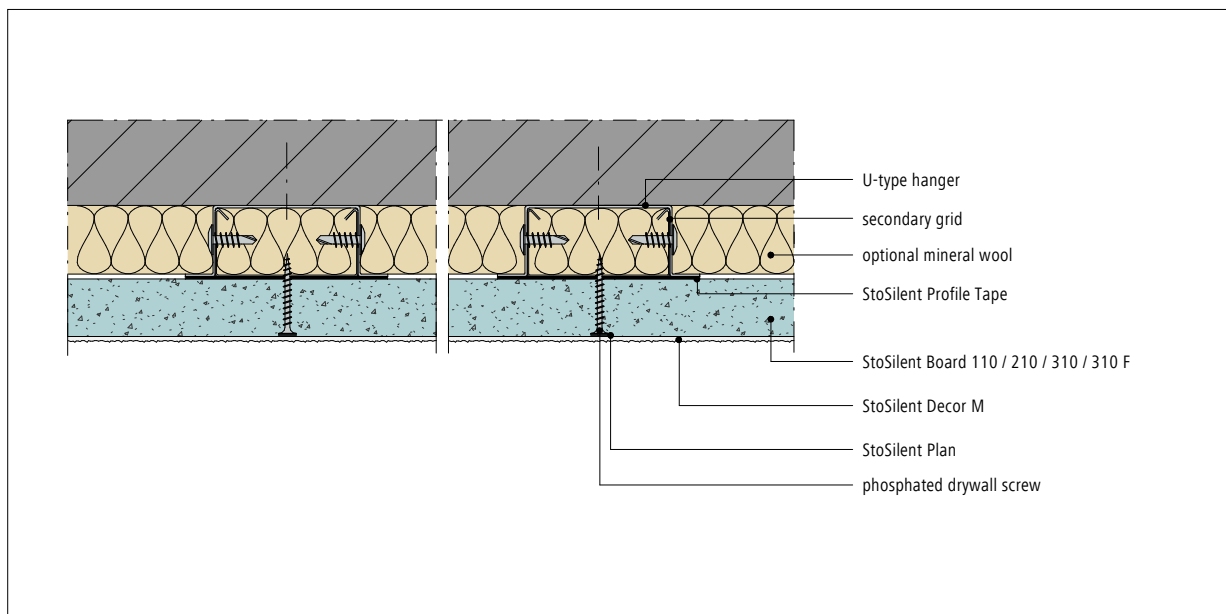 U-type hanger
secondary grid
optional mineral wool
StoSilent Profile Tape
StoSilent Board 110 / 210 / 310 / 310 F
StoSilent Decor M
StoSilent Plan
phosphated drywall screw